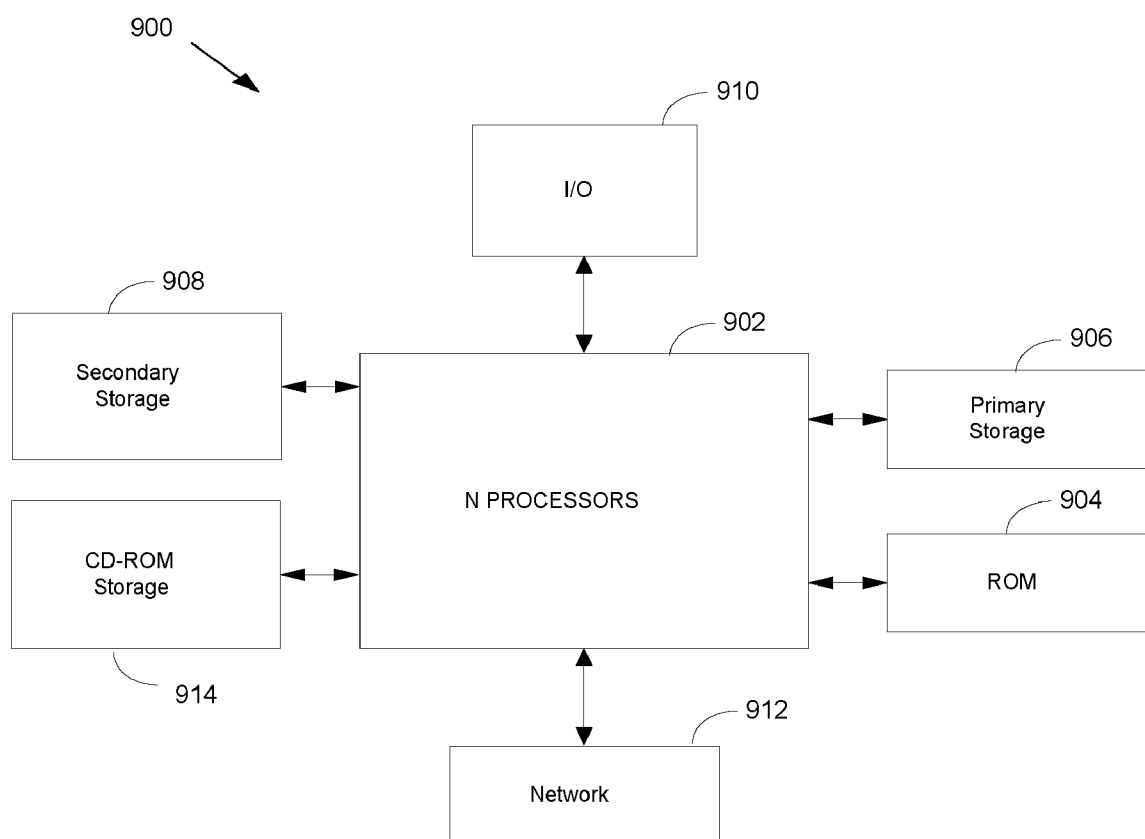 900
910
I/O
908
902
906
Secondary
Storage
Primary
Storage
N PROCESSORS
904
CD-ROM
Storage
ROM
914
912
Network